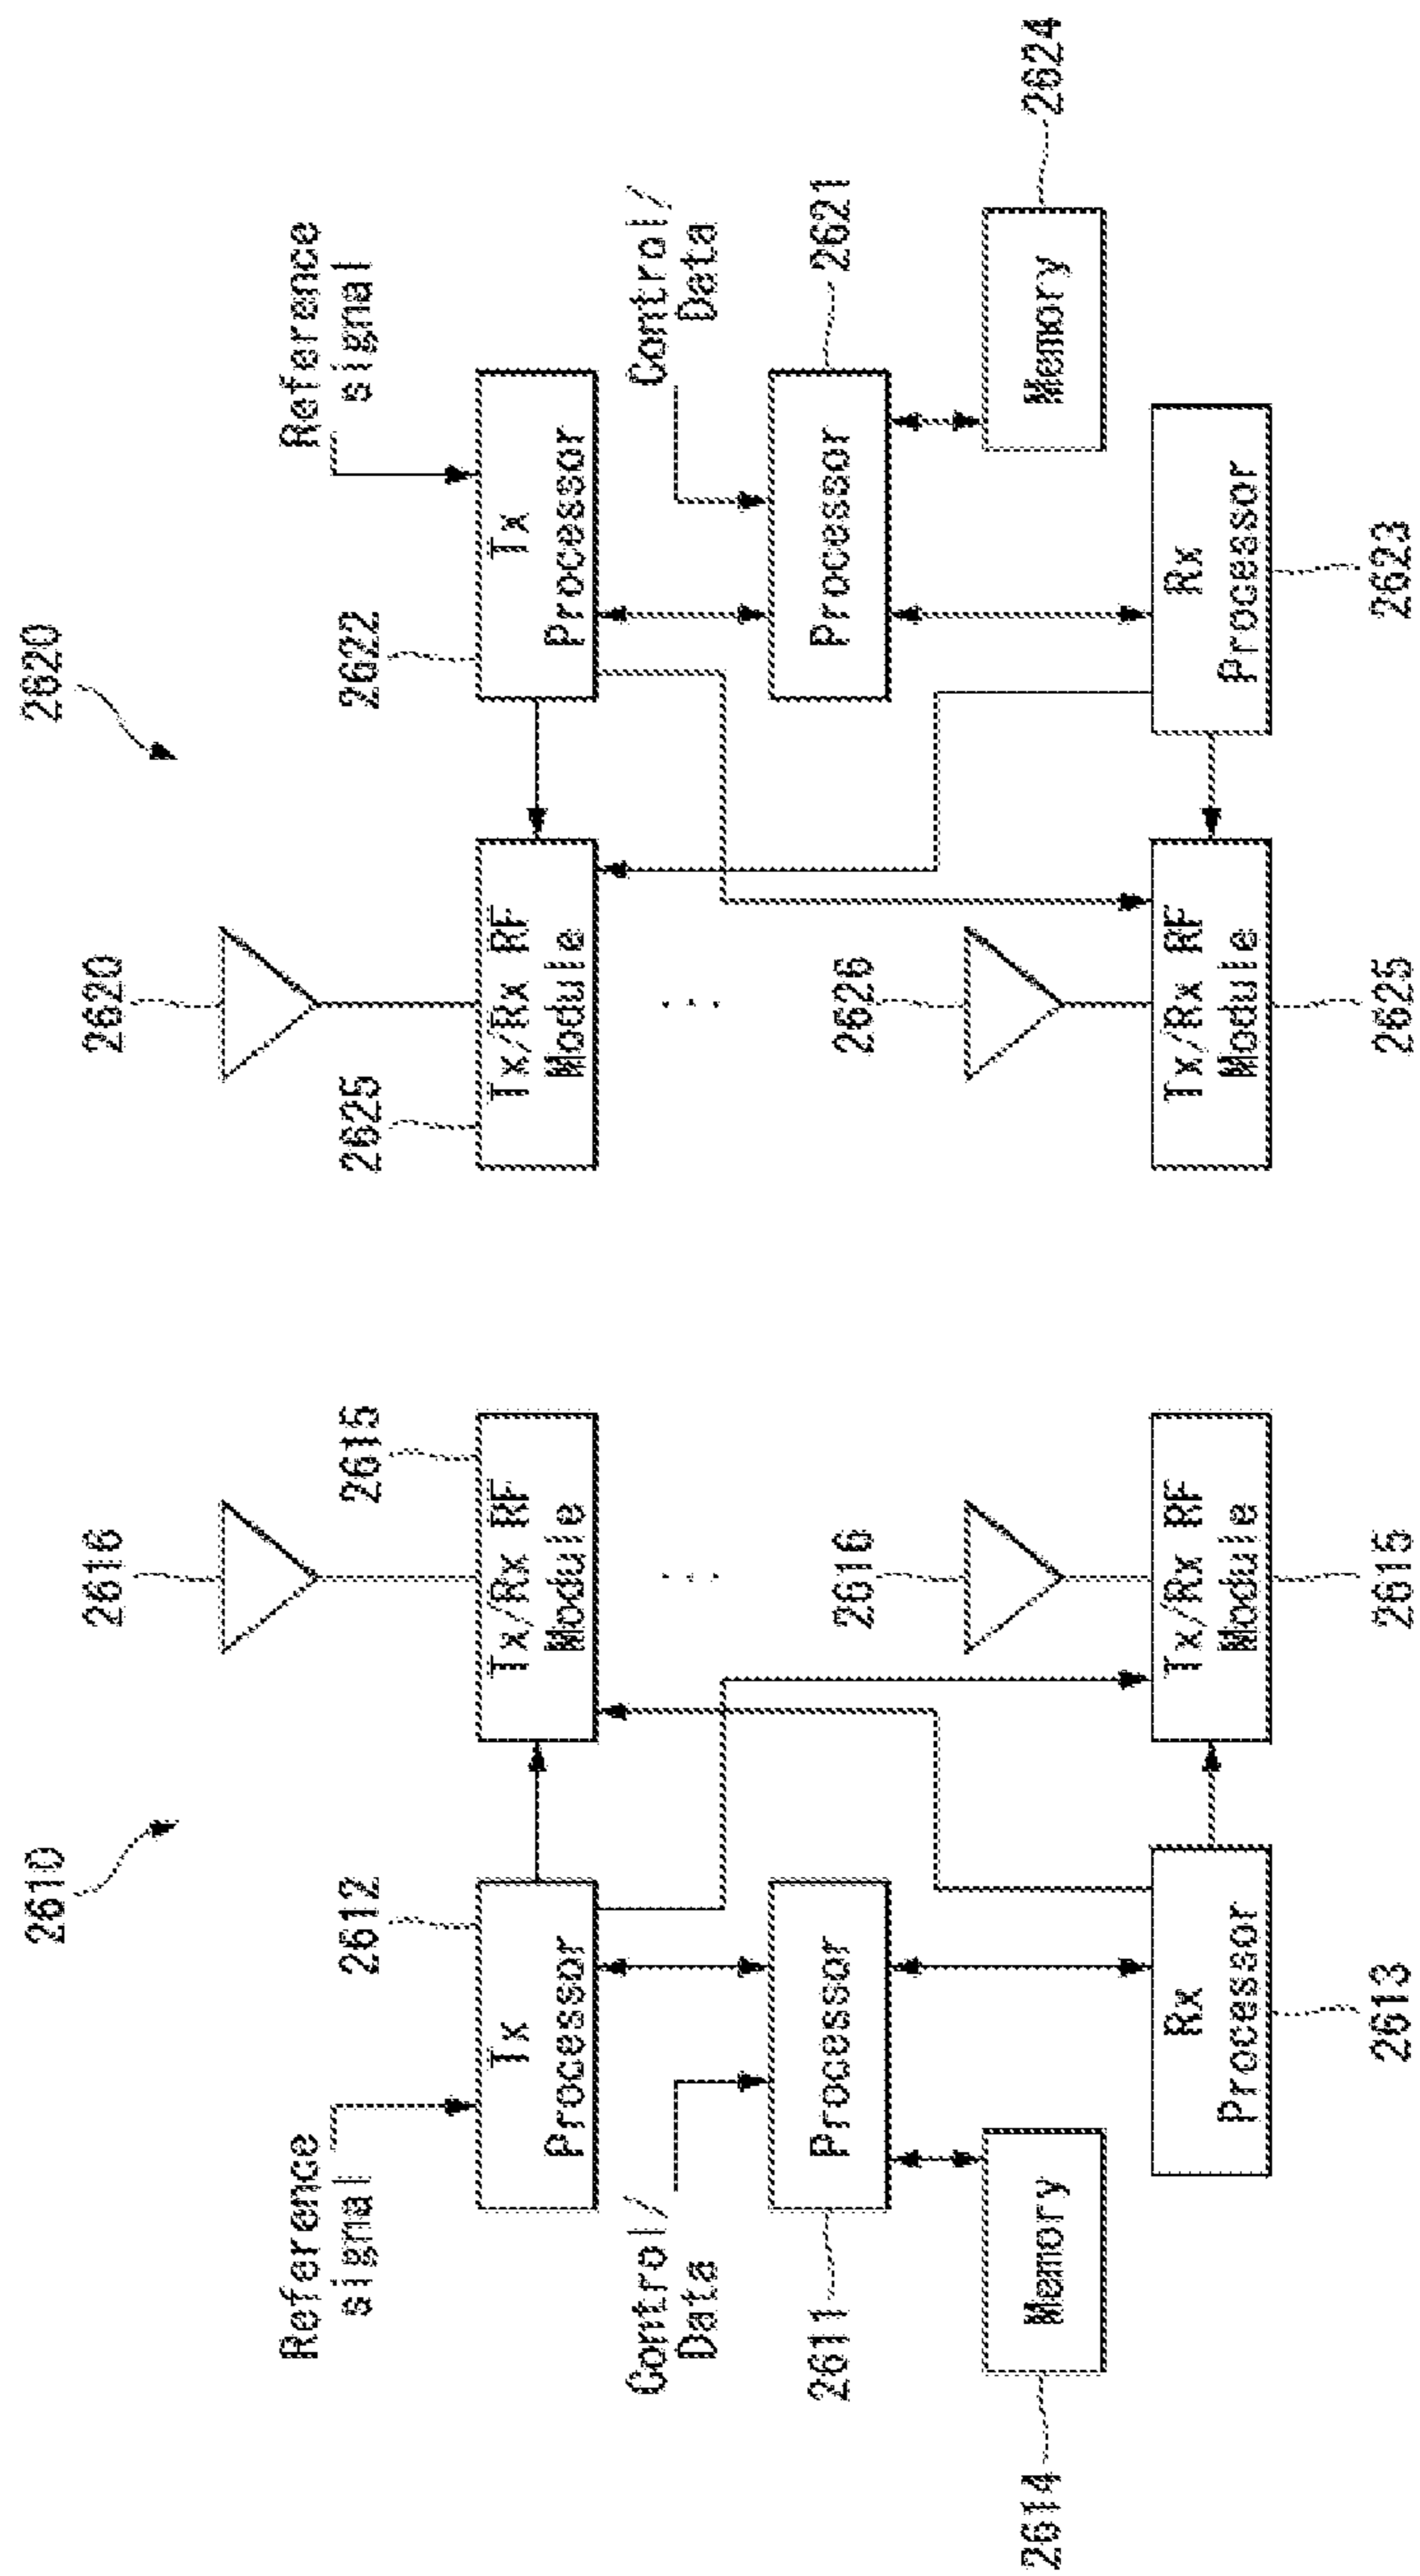 2610
Reference
signal
2612
Tx
Processor
2616
2615
Tx/Rx RF
Module
Control/
Data
2611
Processor
...
2616
Memory
2614
Rx
Processor
2613
Tx/Rx RF
Module
2615
2620
2620
2625
Tx/Rx RF
Module
2622
Tx
Processor
Reference
signal
...
2626
Control/
Data
Processor
2621
Memory
2624
Tx/Rx RF
Module
2625
Rx
Processor
2623